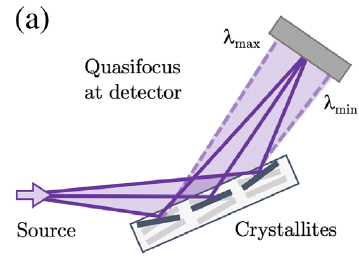 (a)
λmax
Quasifocus
at detector
λmin
Source
Crystallites